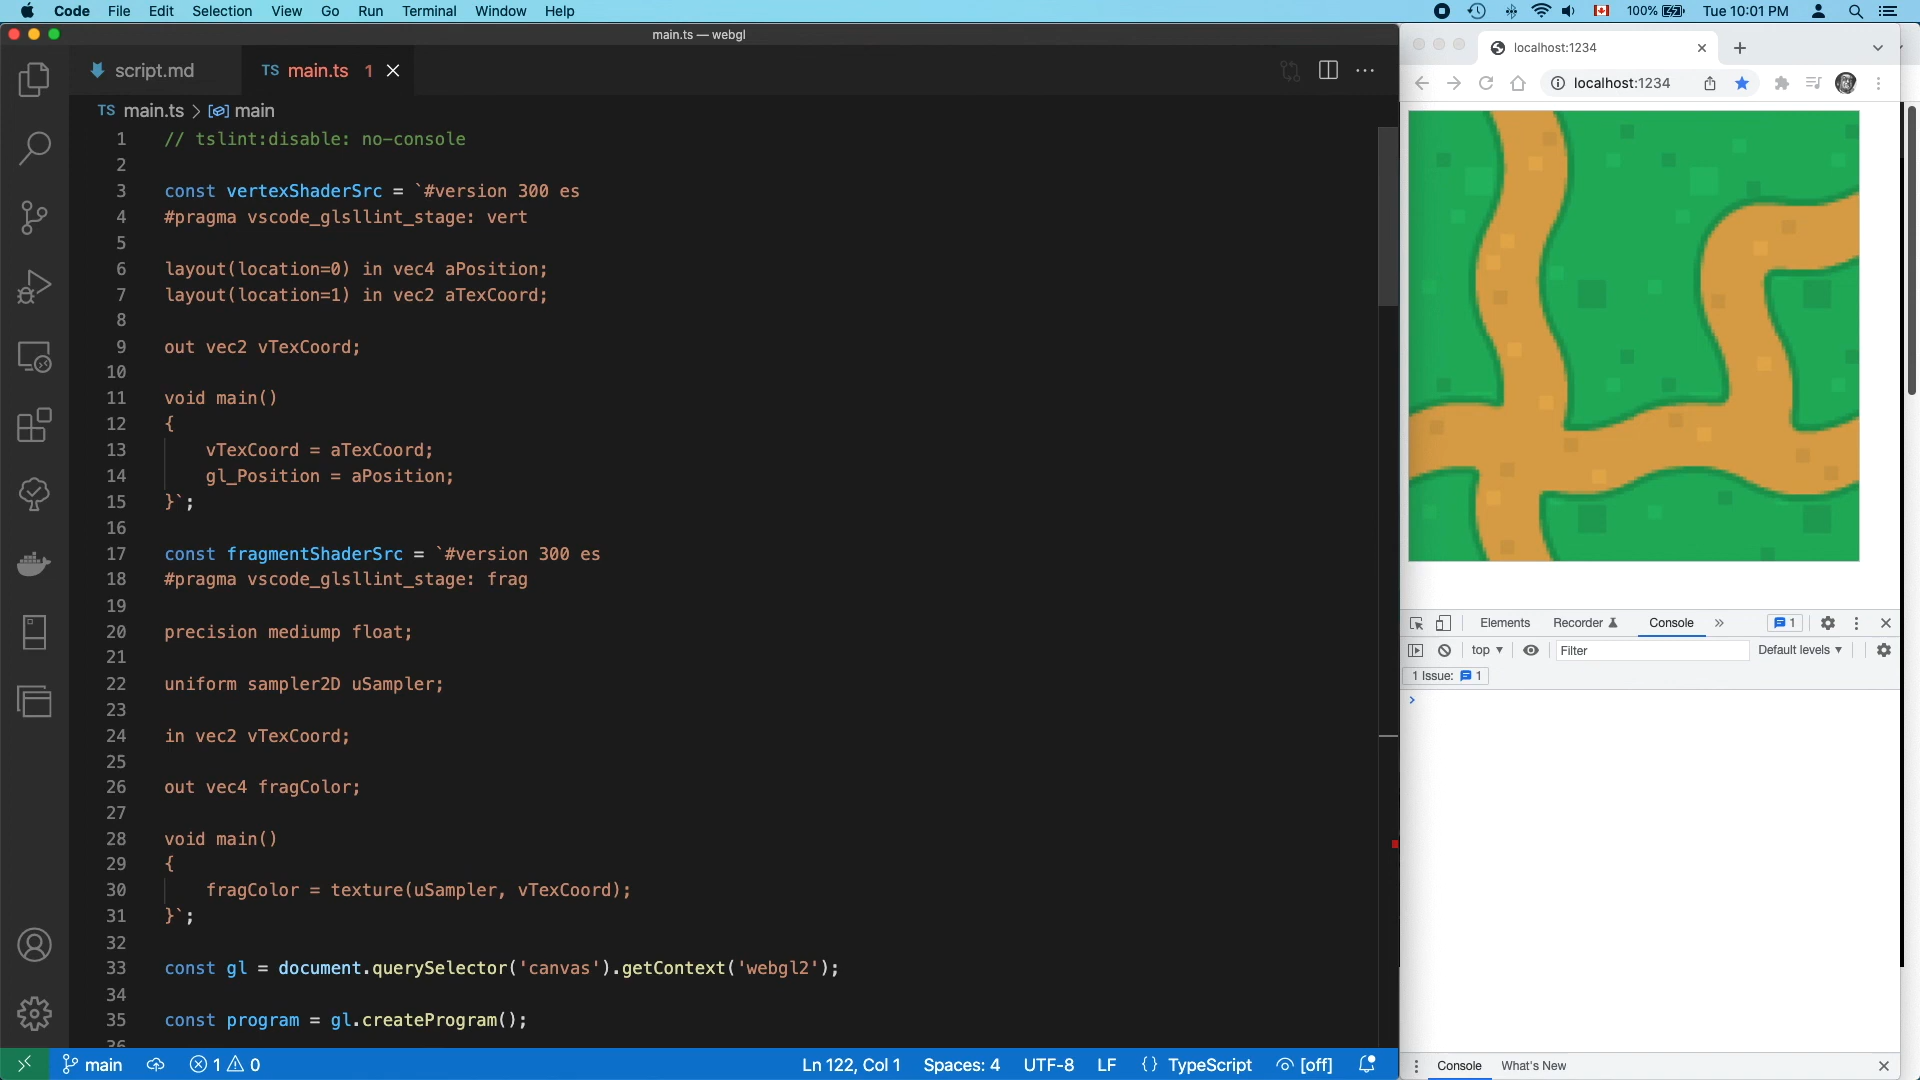 Code File Edit Selection View Go Run Terminal Window Help 100% Tue 10:01 PM
main.ts — webgl
script.md TS main.ts 1
TS main.ts > main
1 // tslint:disable: no-console
2
3 const vertexShaderSrc = `#version 300 es
4 #pragma vscode_glsllint_stage: vert
5
6 layout(location=0) in vec4 aPosition;
7 layout(location=1) in vec2 aTexCoord;
8
9 out vec2 vTexCoord;
10
11 void main()
12 {
13 vTexCoord = aTexCoord;
14 gl_Position = aPosition;
15 }`;
16
17 const fragmentShaderSrc = `#version 300 es
18 #pragma vscode_glsllint_stage: frag
19
20 precision mediump float;
21
22 uniform sampler2D uSampler;
23
24 in vec2 vTexCoord;
25
26 out vec4 fragColor;
27
28 void main()
29 {
30 fragColor = texture(uSampler, vTexCoord);
31 }`;
32
33 const gl = document.querySelector('canvas').getContext('webgl2');
34
35 const program = gl.createProgram();
36
main 1 0 Ln 122, Col 1 Spaces: 4 UTF-8 LF {} TypeScript [off]
localhost:1234
localhost:1234
Elements Recorder Console » 1
top Filter Default levels
1 Issue: 1
Console What's New